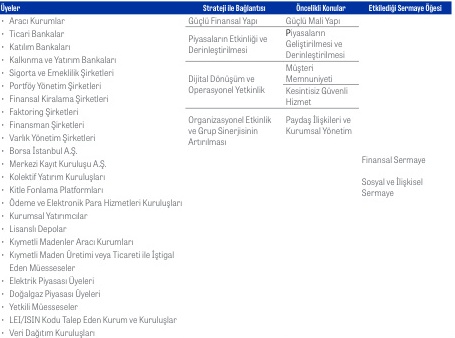 Üyeler
Strateji ile Bağlantısı
Öncelikli Konular
Etkilediği Sermaye Öğesi
• Aracı Kurumlar
• Ticari Bankalar
• Katılım Bankaları
• Kalkınma ve Yatırım Bankaları
• Sigorta ve Emeklilik Şirketleri
• Portföy Yönetim Şirketleri
• Finansal Kiralama Şirketleri
• Faktoring Şirketleri
• Finansman Şirketleri
• Varlık Yönetim Şirketleri
• Borsa İstanbul A.Ş.
• Merkezi Kayıt Kuruluşu A.Ş.
• Kolektif Yatırım Kuruluşları
• Kitle Fonlama Platformları
• Ödeme ve Elektronik Para Hizmetleri Kuruluşları
• Kurumsal Yatırımcılar
• Lisanslı Depolar
• Kıymetli Madenler Aracı Kurumları
• Kıymetli Maden Üretimi veya Ticareti ile İştigal
Eden Müesseseler
• Elektrik Piyasası Üyeleri
• Doğalgaz Piyasası Üyeleri
• Yetkili Müesseseler
• LEI/ISIN Kodu Talep Eden Kurum ve Kuruluşlar
• Veri Dağıtım Kuruluşları
Güçlü Finansal Yapı
Piyasaların Etkinliği ve
Derinleştirilmesi
Dijital Dönüşüm ve
Operasyonel Yetkinlik
Organizasyonel Etkinlik
ve Grup Sinerjisinin
Artırılması
Güçlü Mali Yapı
Piyasaların
Geliştirilmesi ve
Derinleştirilmesi
Müşteri
Memnuniyeti
Kesintisiz Güvenli
Hizmet
Paydaş İlişkileri ve
Kurumsal Yönetim
Finansal Sermaye
Sosyal ve İlişkisel
Sermaye